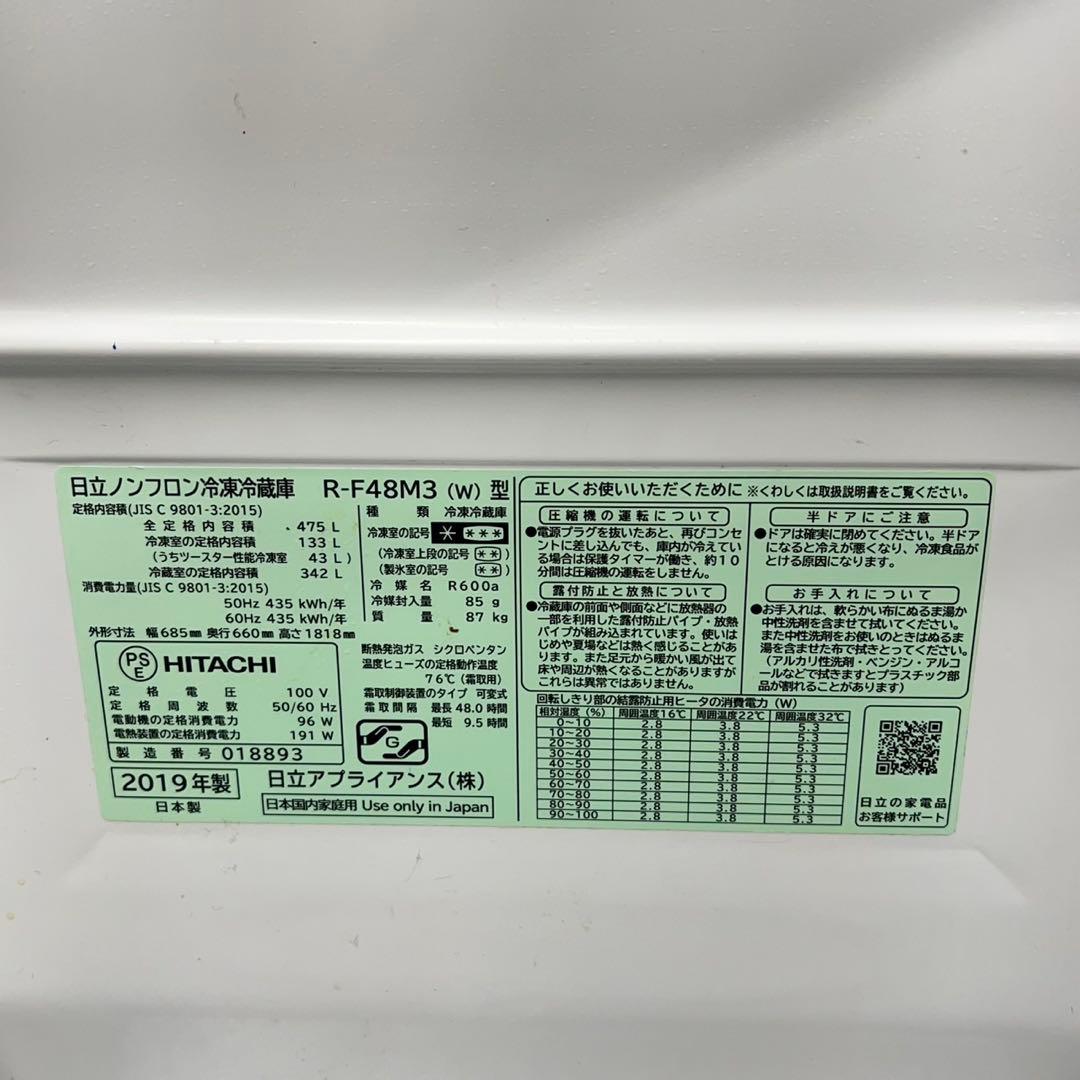 日立ノンフロン冷凍冷蔵庫 R-F48M3 (W) 型
定格内容積(JIS C 9801-3:2015)
全定格内容積 475 L
冷凍室の定格内容積 133 L
(うちツースター性能冷凍室 43 L)
冷蔵室の定格内容積 342 L
消費電力量(JIS C 9801-3:2015)
50Hz 435 kWh/年
60Hz 435 kWh/年
外形寸法 幅685mm 奥行660mm 高さ1818mm
PSE HITACHI
定格電圧 100 V
定格周波数 50/60 Hz
電動機の定格消費電力 96 W
電熱装置の定格消費電力 191 W
製造番号 018893
2019年製
日本製
種類 冷凍冷蔵庫
冷凍室の記号 * ***
(冷凍室上段の記号 **)
(製氷室の記号 **)
冷媒名 R600a
冷媒封入量 85 g
質量 87 kg
断熱発泡ガス シクロペンタン
温度ヒューズの定格動作温度
76℃(霜取用)
霜取制御装置のタイプ 可変式
霜取間隔 最長 48.0 時間
最短 9.5 時間
G
日立アプライアンス(株)
日本国内家庭用 Use only in Japan
正しくお使いいただくために ※くわしくは取扱説明書をご覧ください。
圧縮機の運転について
●電源プラグを抜いたあと、再びコンセ
ントに差し込んでも、庫内が冷えてい
る場合は保護タイマーが働き、約10
分間は圧縮機の運転をしません。
露付防止と放熱について
●冷蔵庫の前面や側面などに放熱器の
一部を利用した露付防止パイプ・放熱
パイプが組み込まれています。使いは
じめや夏場などは熱く感じることがあり
ます。また足元から暖かい風が出て
床や周辺が熱くなることがありますが
これらは異常ではありません。
半ドアにご注意
●ドアは確実に閉めてください。半ドア
になると冷えが悪くなり、冷凍食品が
とける原因になります。
お手入れについて
●お手入れは、軟らかい布にぬるま湯か
中性洗剤を含ませて拭いてください。
また中性洗剤をお使いのときはぬるま
湯を含ませた布で拭きとってください。
(アルカリ性洗剤・ベンジン・アルコ
ールなどで拭きますとプラスチック部
品が割れることがあります)
回転しきり部の結露防止用ヒータの消費電力(W)
相対湿度(%) 周囲温度16℃ 周囲温度22℃ 周囲温度32℃
0~10 2.8 3.8 5.3
10~20 2.8 3.8 5.3
20~30 2.8 3.8 5.3
30~40 2.8 3.8 5.3
40~50 2.8 3.8 5.3
50~60 2.8 3.8 5.3
60~70 2.8 3.8 5.3
70~80 2.8 3.8 5.3
80~90 2.8 3.8 5.3
90~100 2.8 3.8 5.3
日立の家電品
お客様サポート